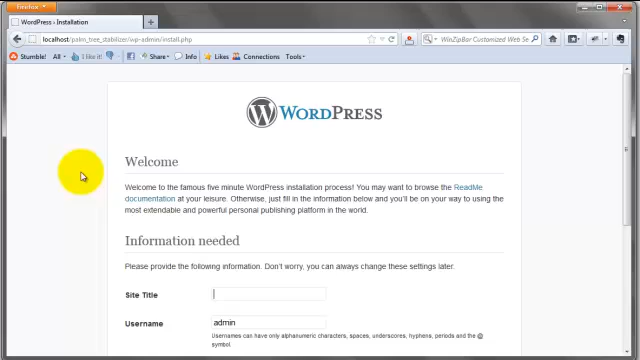 Firefox
WordPress › Installation
localhost/palm_tree_stabilizer/wp-admin/install.php
WinZipBar Customized Web Se
Stumble! All I like it! Share Info Likes Connections Tools
WORDPRESS
Welcome
Welcome to the famous five minute WordPress installation process! You may want to browse the ReadMe
documentation at your leisure. Otherwise, just fill in the information below and you'll be on your way to using the
most extendable and powerful personal publishing platform in the world.
Information needed
Please provide the following information. Don't worry, you can always change these settings later.
Site Title
Username admin
Usernames can have only alphanumeric characters, spaces, underscores, hyphens, periods and the @
symbol.